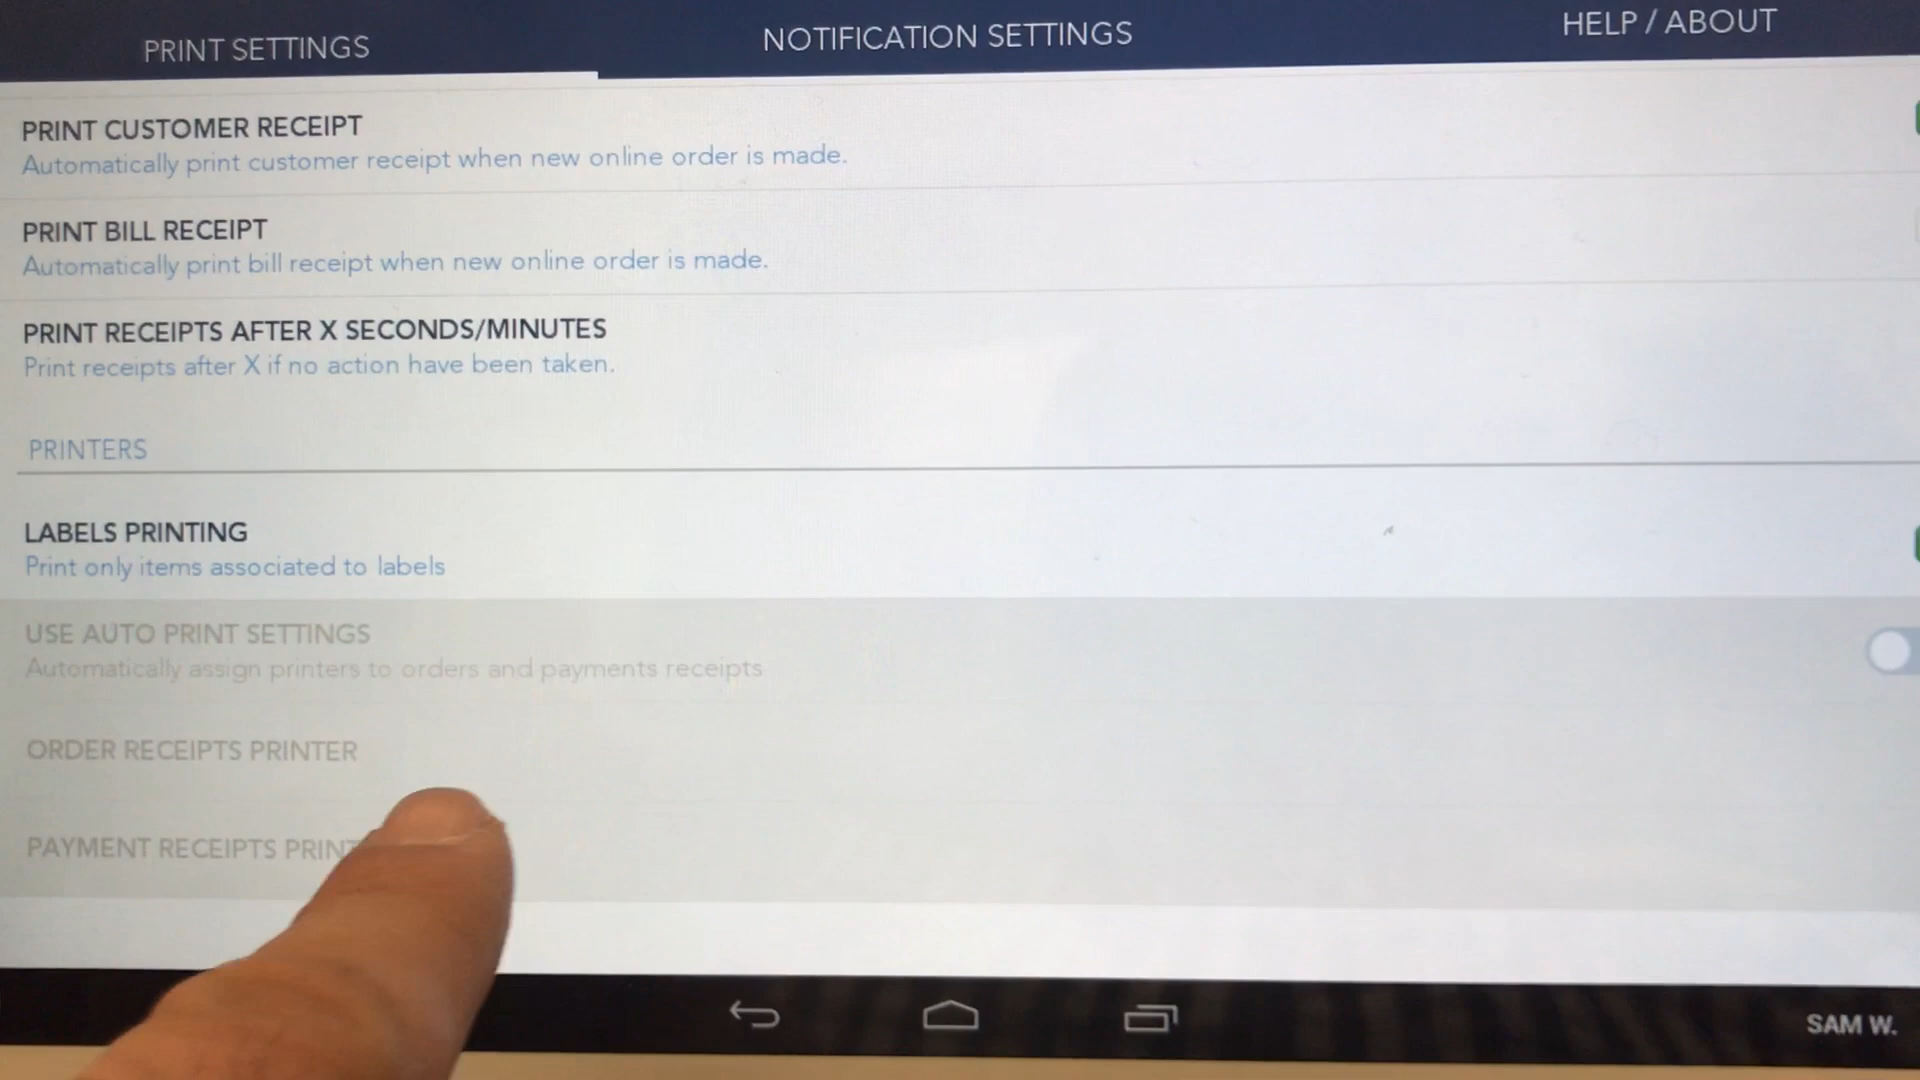 PRINT SETTINGS
NOTIFICATION SETTINGS
HELP / ABOUT
PRINT CUSTOMER RECEIPT
Automatically print customer receipt when new online order is made.
PRINT BILL RECEIPT
Automatically print bill receipt when new online order is made.
PRINT RECEIPTS AFTER X SECONDS/MINUTES
Print receipts after X if no action have been taken.
PRINTERS
LABELS PRINTING
Print only items associated to labels
USE AUTO PRINT SETTINGS
Automatically assign printers to orders and payments receipts
ORDER RECEIPTS PRINTER
PAYMENT RECEIPTS
SAM W.